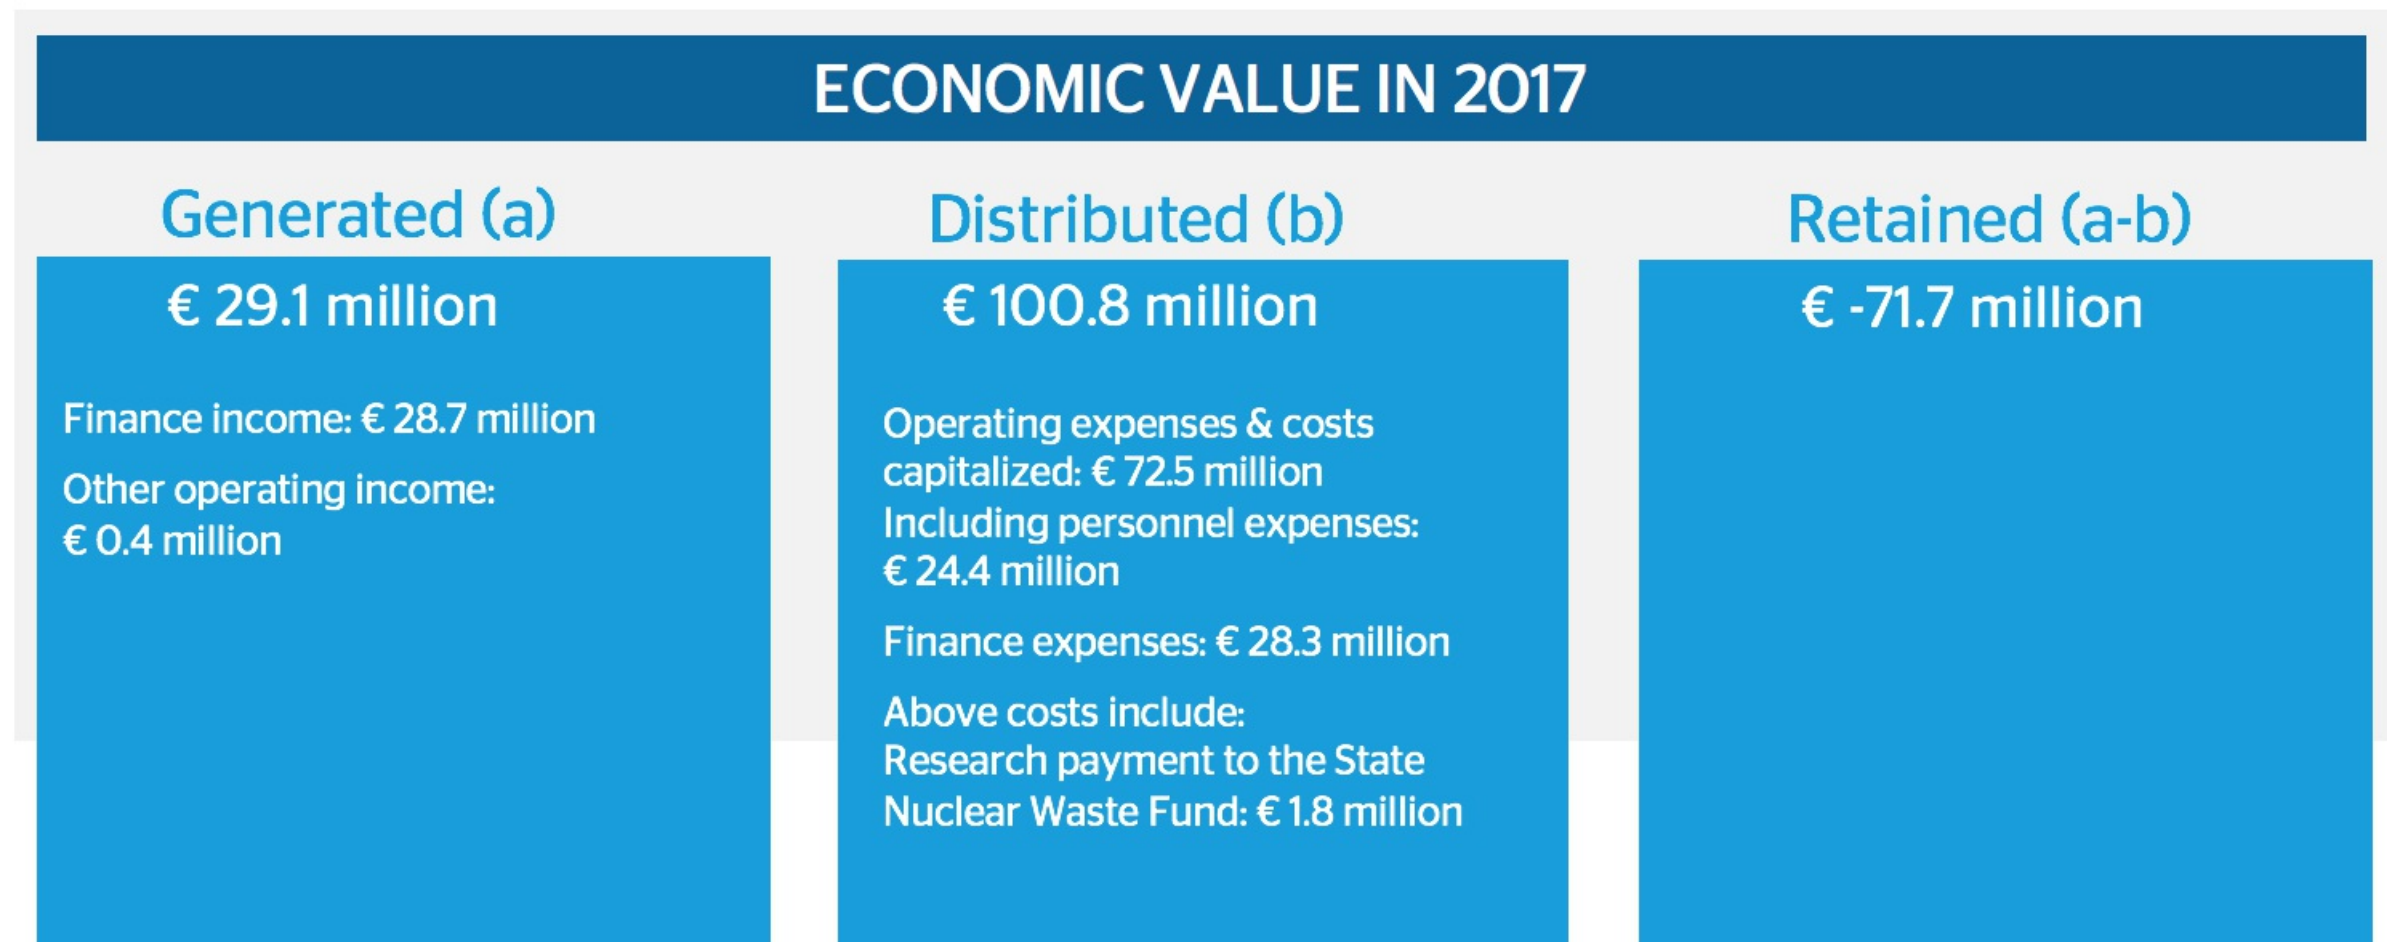 ECONOMIC VALUE IN 2017
Generated (a)
€ 29.1 million
Finance income: € 28.7 million
Other operating income:
€ 0.4 million
Distributed (b)
€ 100.8 million
Operating expenses & costs
capitalized: € 72.5 million
Including personnel expenses:
€ 24.4 million
Finance expenses: € 28.3 million
Above costs include:
Research payment to the State
Nuclear Waste Fund: € 1.8 million
Retained (a-b)
€ -71.7 million